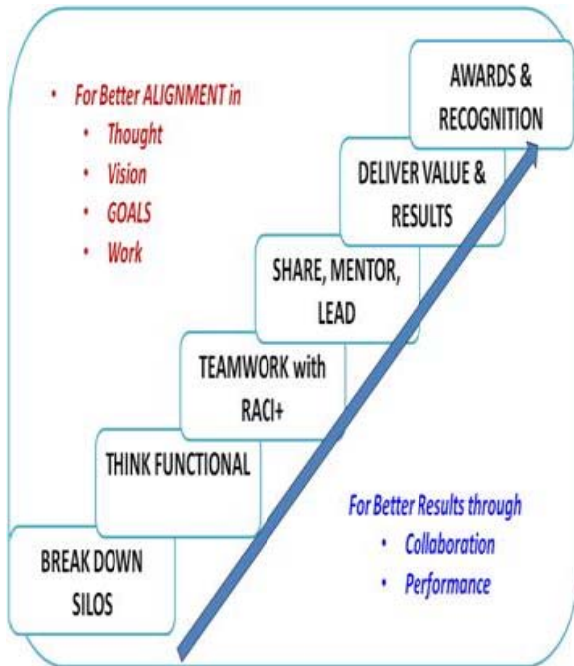 • For Better ALIGNMENT in
• Thought
• Vision
• GOALS
• Work
AWARDS &
RECOGNITION
DELIVER VALUE &
RESULTS
SHARE, MENTOR,
LEAD
TEAMWORK with
RACI+
THINK FUNCTIONAL
BREAK DOWN
SILOS
For Better Results through
• Collaboration
• Performance